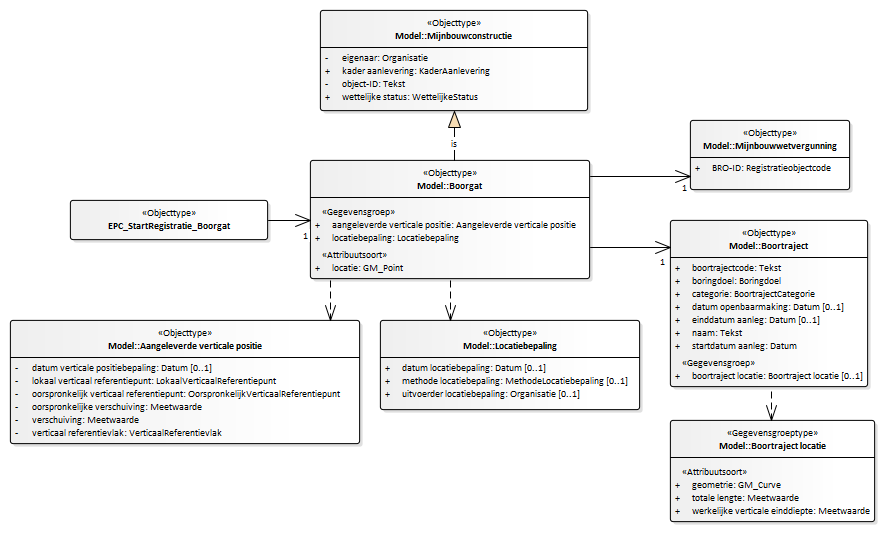 «Objecttype»
Model::Mijnbouwconstructie
- eigenaar: Organisatie
+ kader aanlevering: KaderAanlevering
- object-ID: Tekst
+ wettelijke status: WettelijkeStatus
is
«Objecttype»
Model::Mijnbouwwetvergunning
+ BRO-ID: Registratieobjectcode
1
«Objecttype»
Model::Boorgat
«Gegevensgroep»
+ aangeleverde verticale positie: Aangeleverde verticale positie
+ locatiebepaling: Locatiebepaling
«Attribuutsoort»
+ locatie: GM_Point
«Objecttype»
EPC_StartRegistratie_Boorgat
1
«Objecttype»
Model::Boortraject
+ boortrajectcode: Tekst
+ boringdoel: Boringdoel
+ categorie: BoortrajectCategorie
+ datum openbaarmaking: Datum [0..1]
+ einddatum aanleg: Datum [0..1]
+ naam: Tekst
+ startdatum aanleg: Datum
«Gegevensgroep»
+ boortraject locatie: Boortraject locatie [0..1]
1
«Objecttype»
Model::Aangeleverde verticale positie
- datum verticale positiebepaling: Datum [0..1]
- lokaal verticaal referentiepunt: LokaalVerticaalReferentiepunt
- oorspronkelijk verticaal referentiepunt: OorspronkelijkVerticaalReferentiepunt
- oorspronkelijke verschuiving: Meetwaarde
- verschuiving: Meetwaarde
- verticaal referentievlak: VerticaalReferentievlak
«Objecttype»
Model::Locatiebepaling
+ datum locatiebepaling: Datum [0..1]
+ methode locatiebepaling: MethodeLocatiebepaling [0..1]
+ uitvoerder locatiebepaling: Organisatie [0..1]
«Gegevensgroeptype»
Model::Boortraject locatie
«Attribuutsoort»
+ geometrie: GM_Curve
+ totale lengte: Meetwaarde
+ werkelijke verticale einddiepte: Meetwaarde